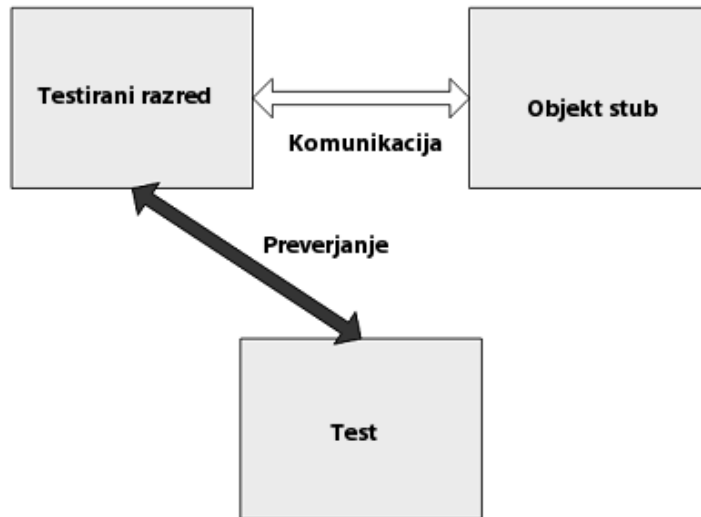 Testirani razred
Objekt stub
Komunikacija
Preverjanje
Test